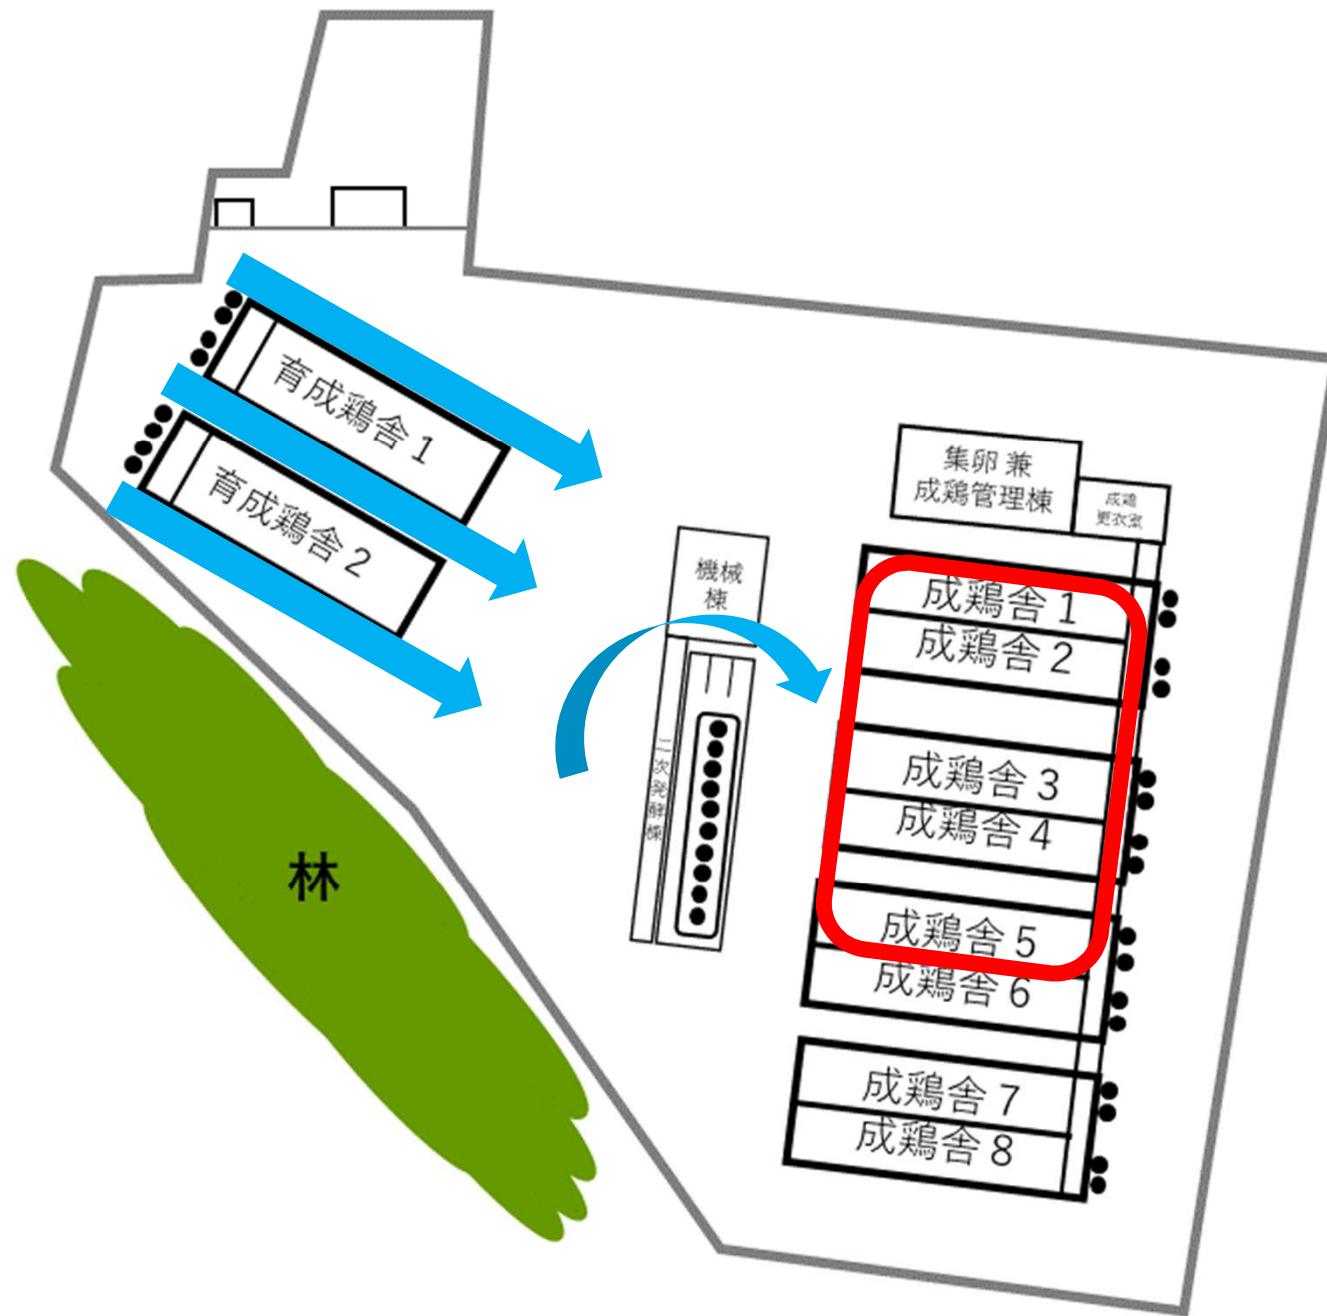 育成鶏舎１
育成鶏舎２
集卵 兼
成鶏管理棟
成鶏
更衣室
機械
棟
二次発酵棟
成鶏舎１
成鶏舎２
成鶏舎３
成鶏舎４
成鶏舎５
成鶏舎６
成鶏舎７
成鶏舎８
林